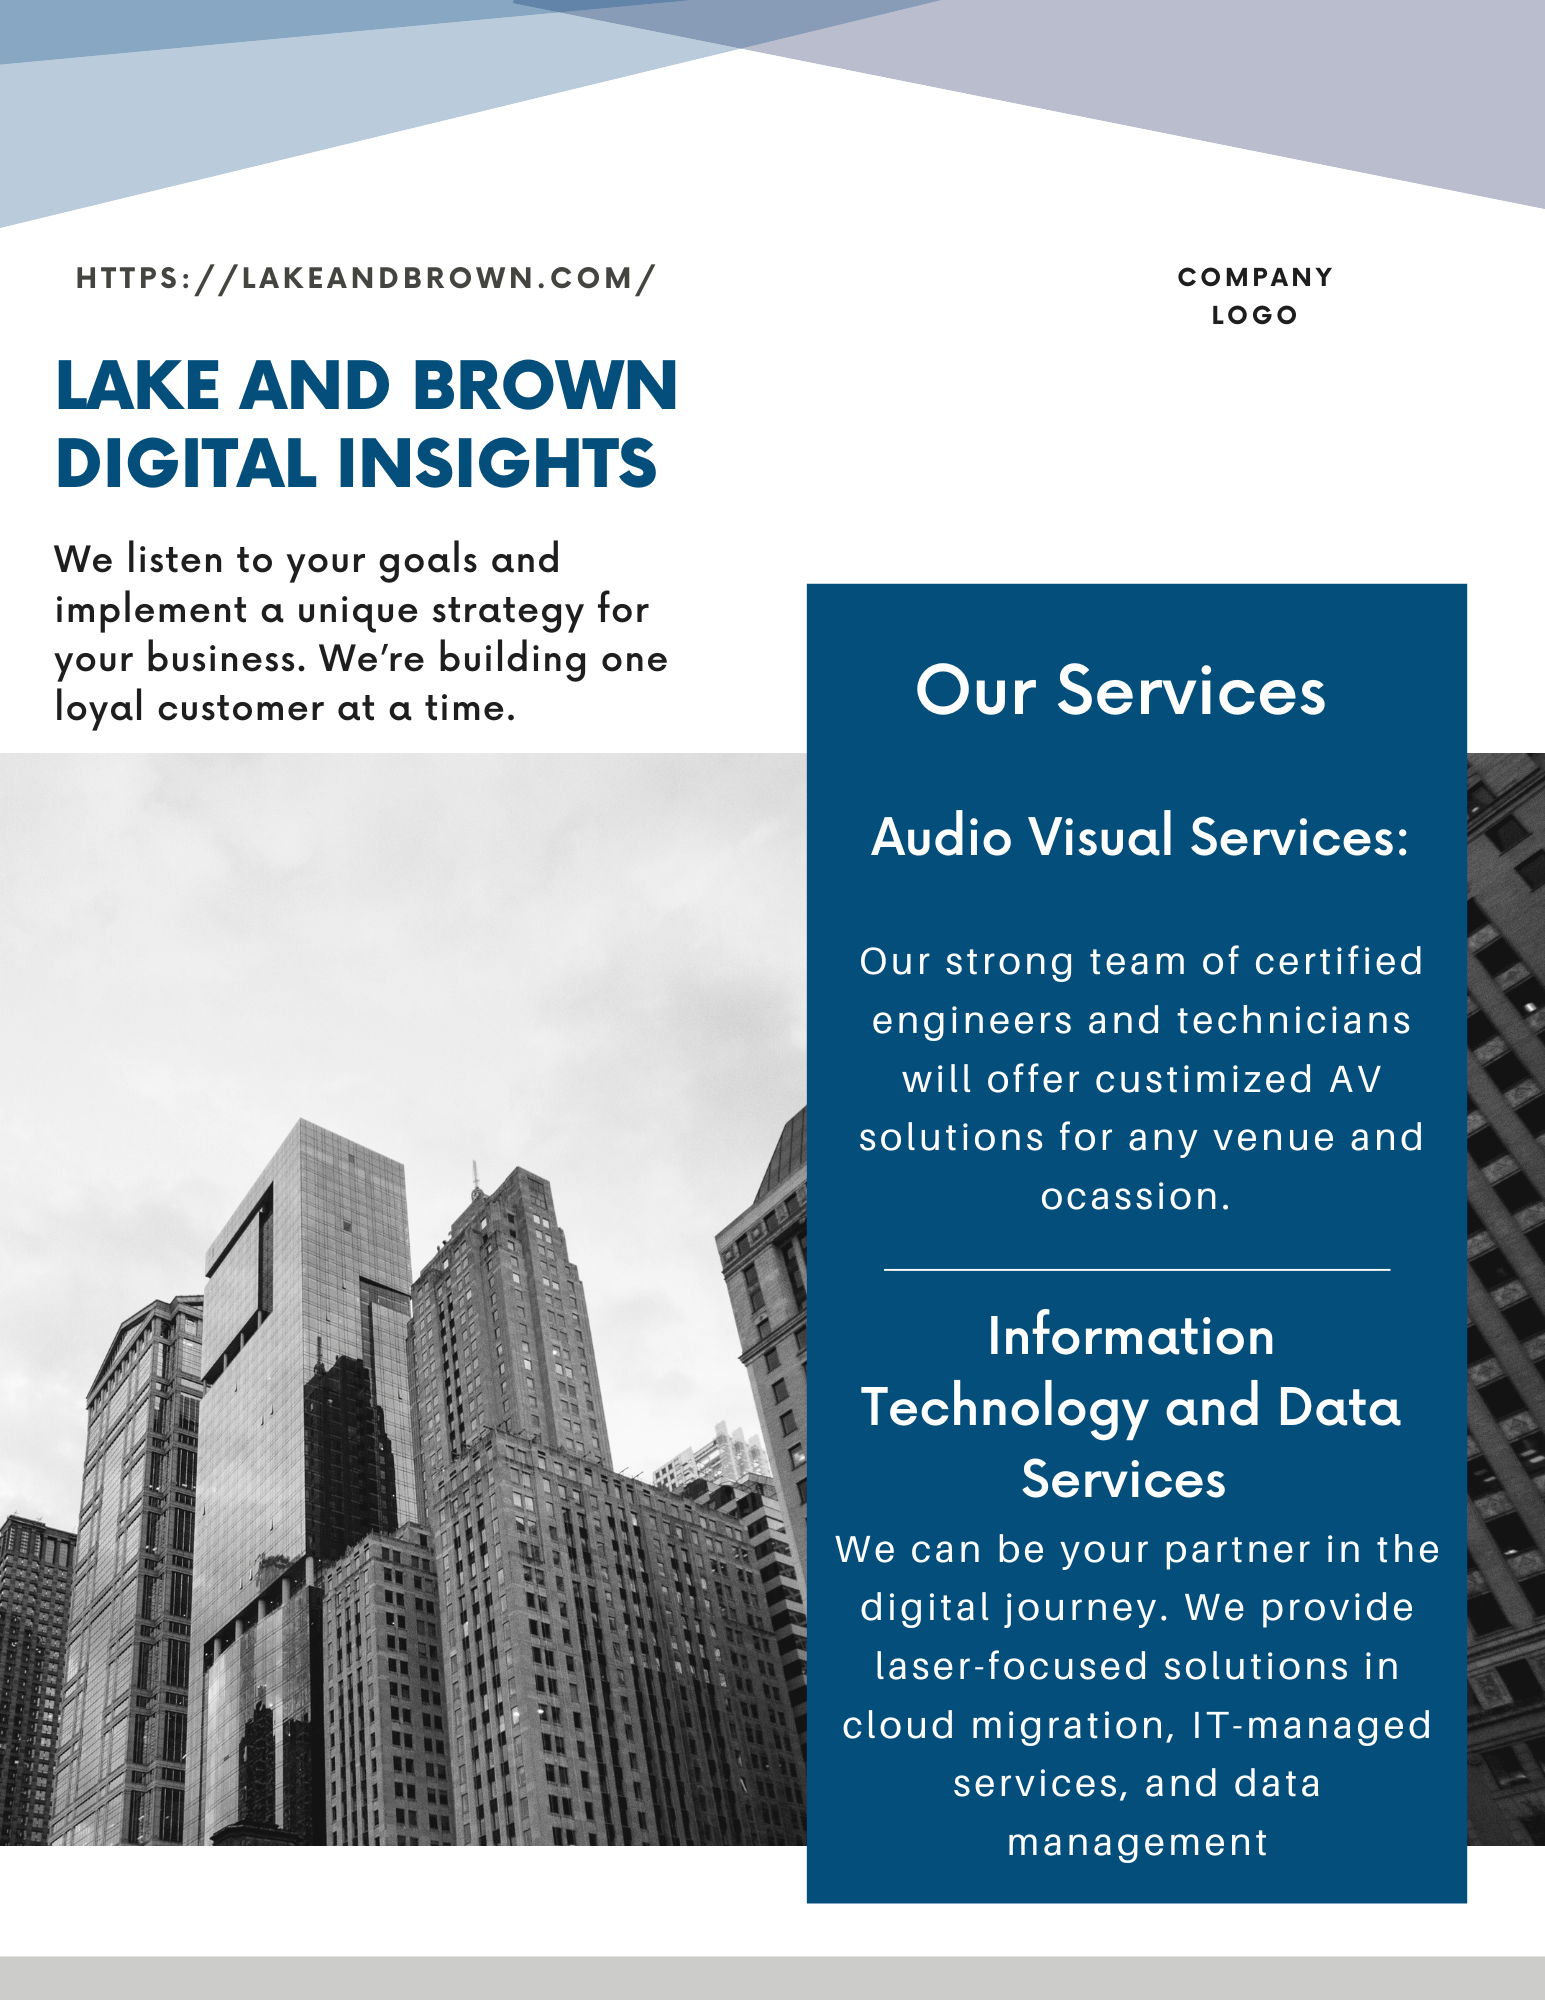 HTTPS://LAKEANDBROWN.COM/
COMPANY
LOGO
LAKE AND BROWN
DIGITAL INSIGHTS
We listen to your goals and
implement a unique strategy for
your business. We’re building one
loyal customer at a time.
Our Services
Audio Visual Services:
Our strong team of certified
engineers and technicians
will offer custimized AV
solutions for any venue and
ocassion.
Information
Technology and Data
Services
We can be your partner in the
digital journey. We provide
laser-focused solutions in
cloud migration, IT-managed
services, and data
management